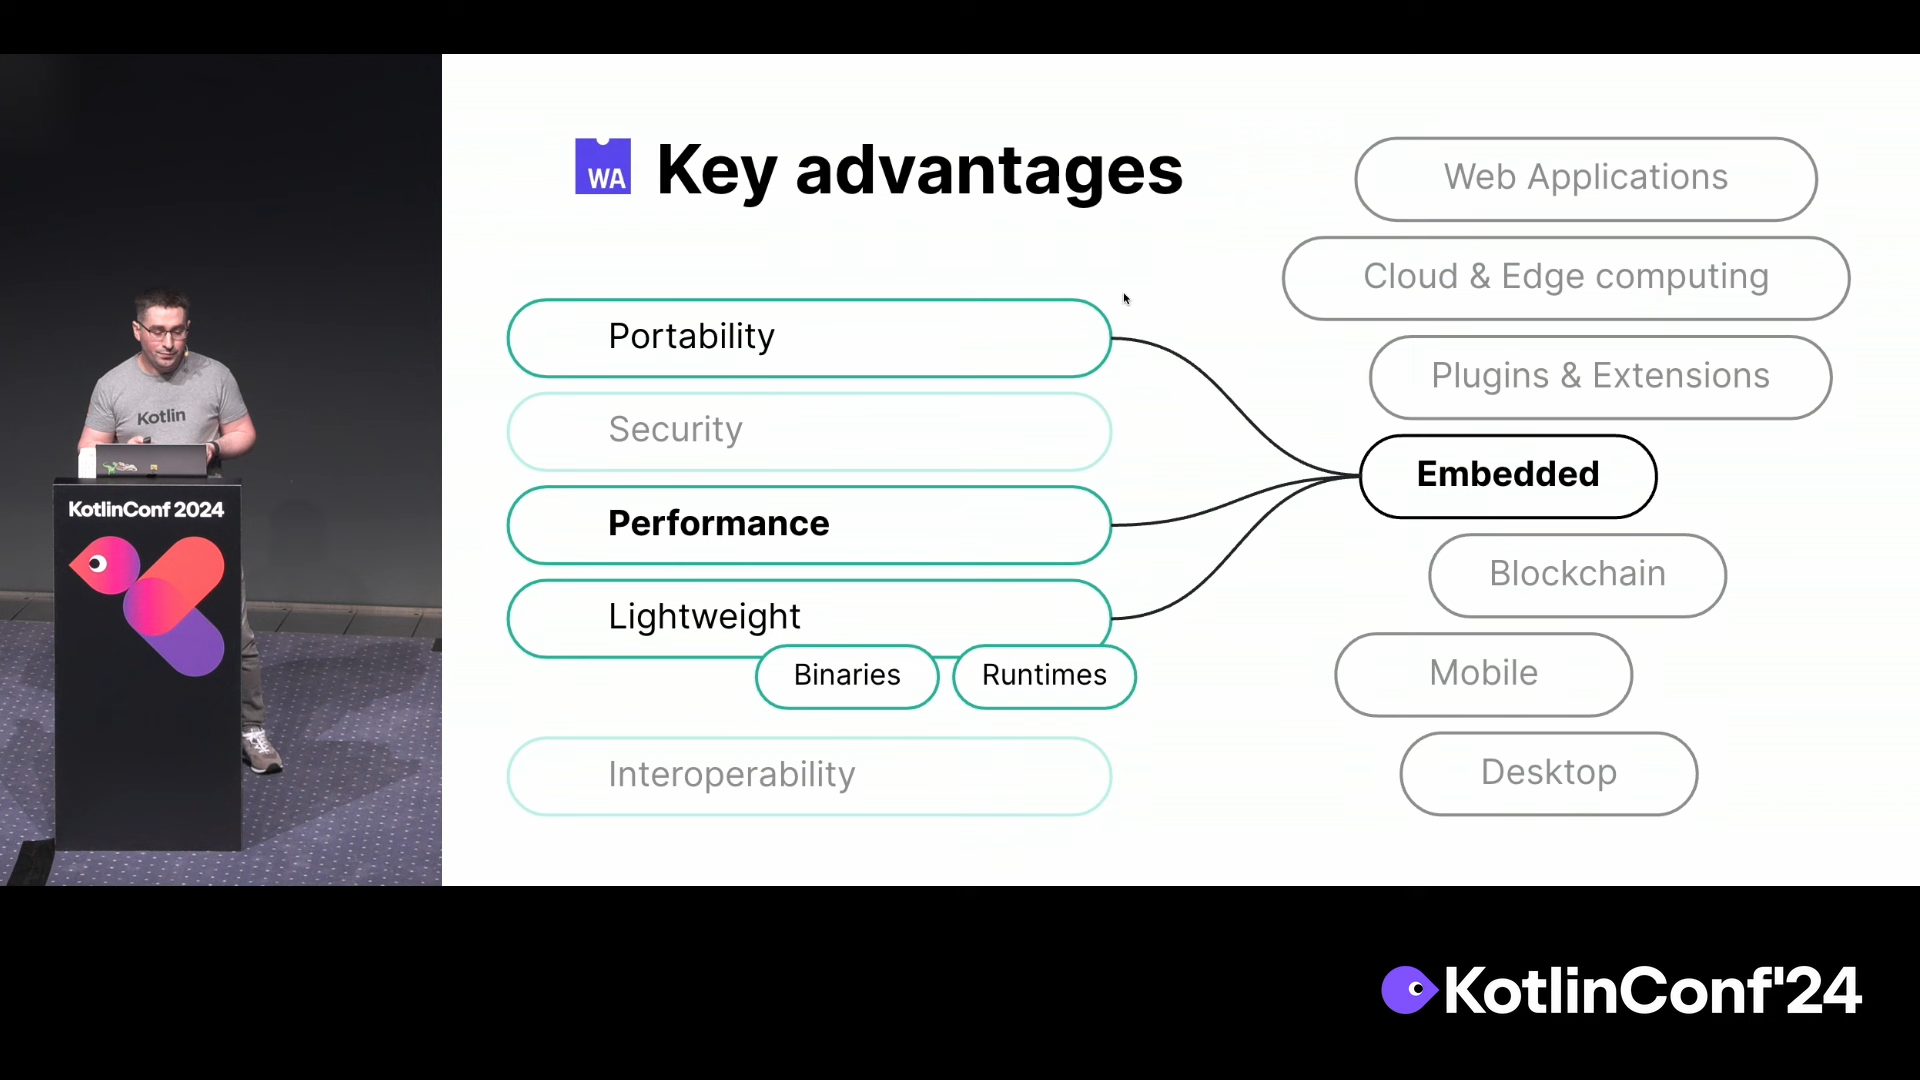 Kotlin
KotlinConf 2024
WA
Key advantages
Portability
Security
Performance
Lightweight
Binaries
Runtimes
Interoperability
Web Applications
Cloud & Edge computing
Plugins & Extensions
Embedded
Blockchain
Mobile
Desktop
KotlinConf'24